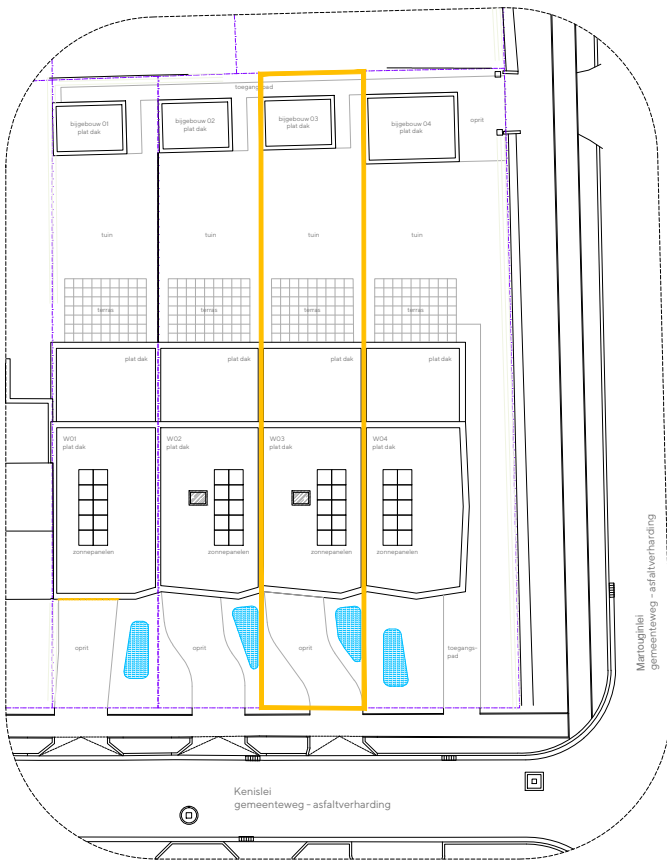 toegangspad
bijgebouw 01
plat dak
bijgebouw 02
plat dak
bijgebouw 03
plat dak
bijgebouw 04
plat dak
oprit
tuin
tuin
tuin
tuin
terras
terras
terras
terras
plat dak
plat dak
plat dak
plat dak
W01
plat dak
W02
plat dak
W03
plat dak
W04
plat dak
zonnepanelen
zonnepanelen
zonnepanelen
zonnepanelen
oprit
oprit
oprit
toegangs-
pad
Martouginlei
gemeenteweg - asfaltverharding
Kenislei
gemeenteweg - asfaltverharding